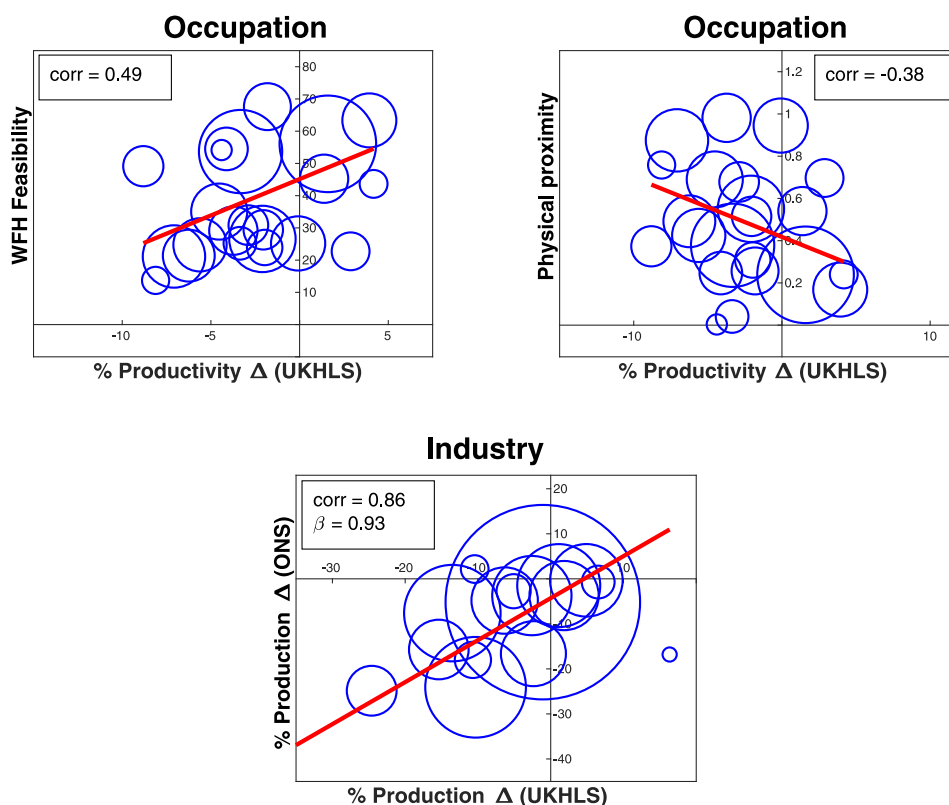 Occupation
corr = 0.49
WFH Feasibility
80
70
60
50
40
30
20
10
-10
-5
5
% Productivity Δ (UKHLS)
Occupation
corr = -0.38
Physical proximity
1.2
1
0.8
0.6
0.4
0.2
-10
10
% Productivity Δ (UKHLS)
Industry
corr = 0.86
β = 0.93
% Production Δ (ONS)
20
10
-30
-20
-10
10
-10
-20
-30
-40
% Production Δ (UKHLS)